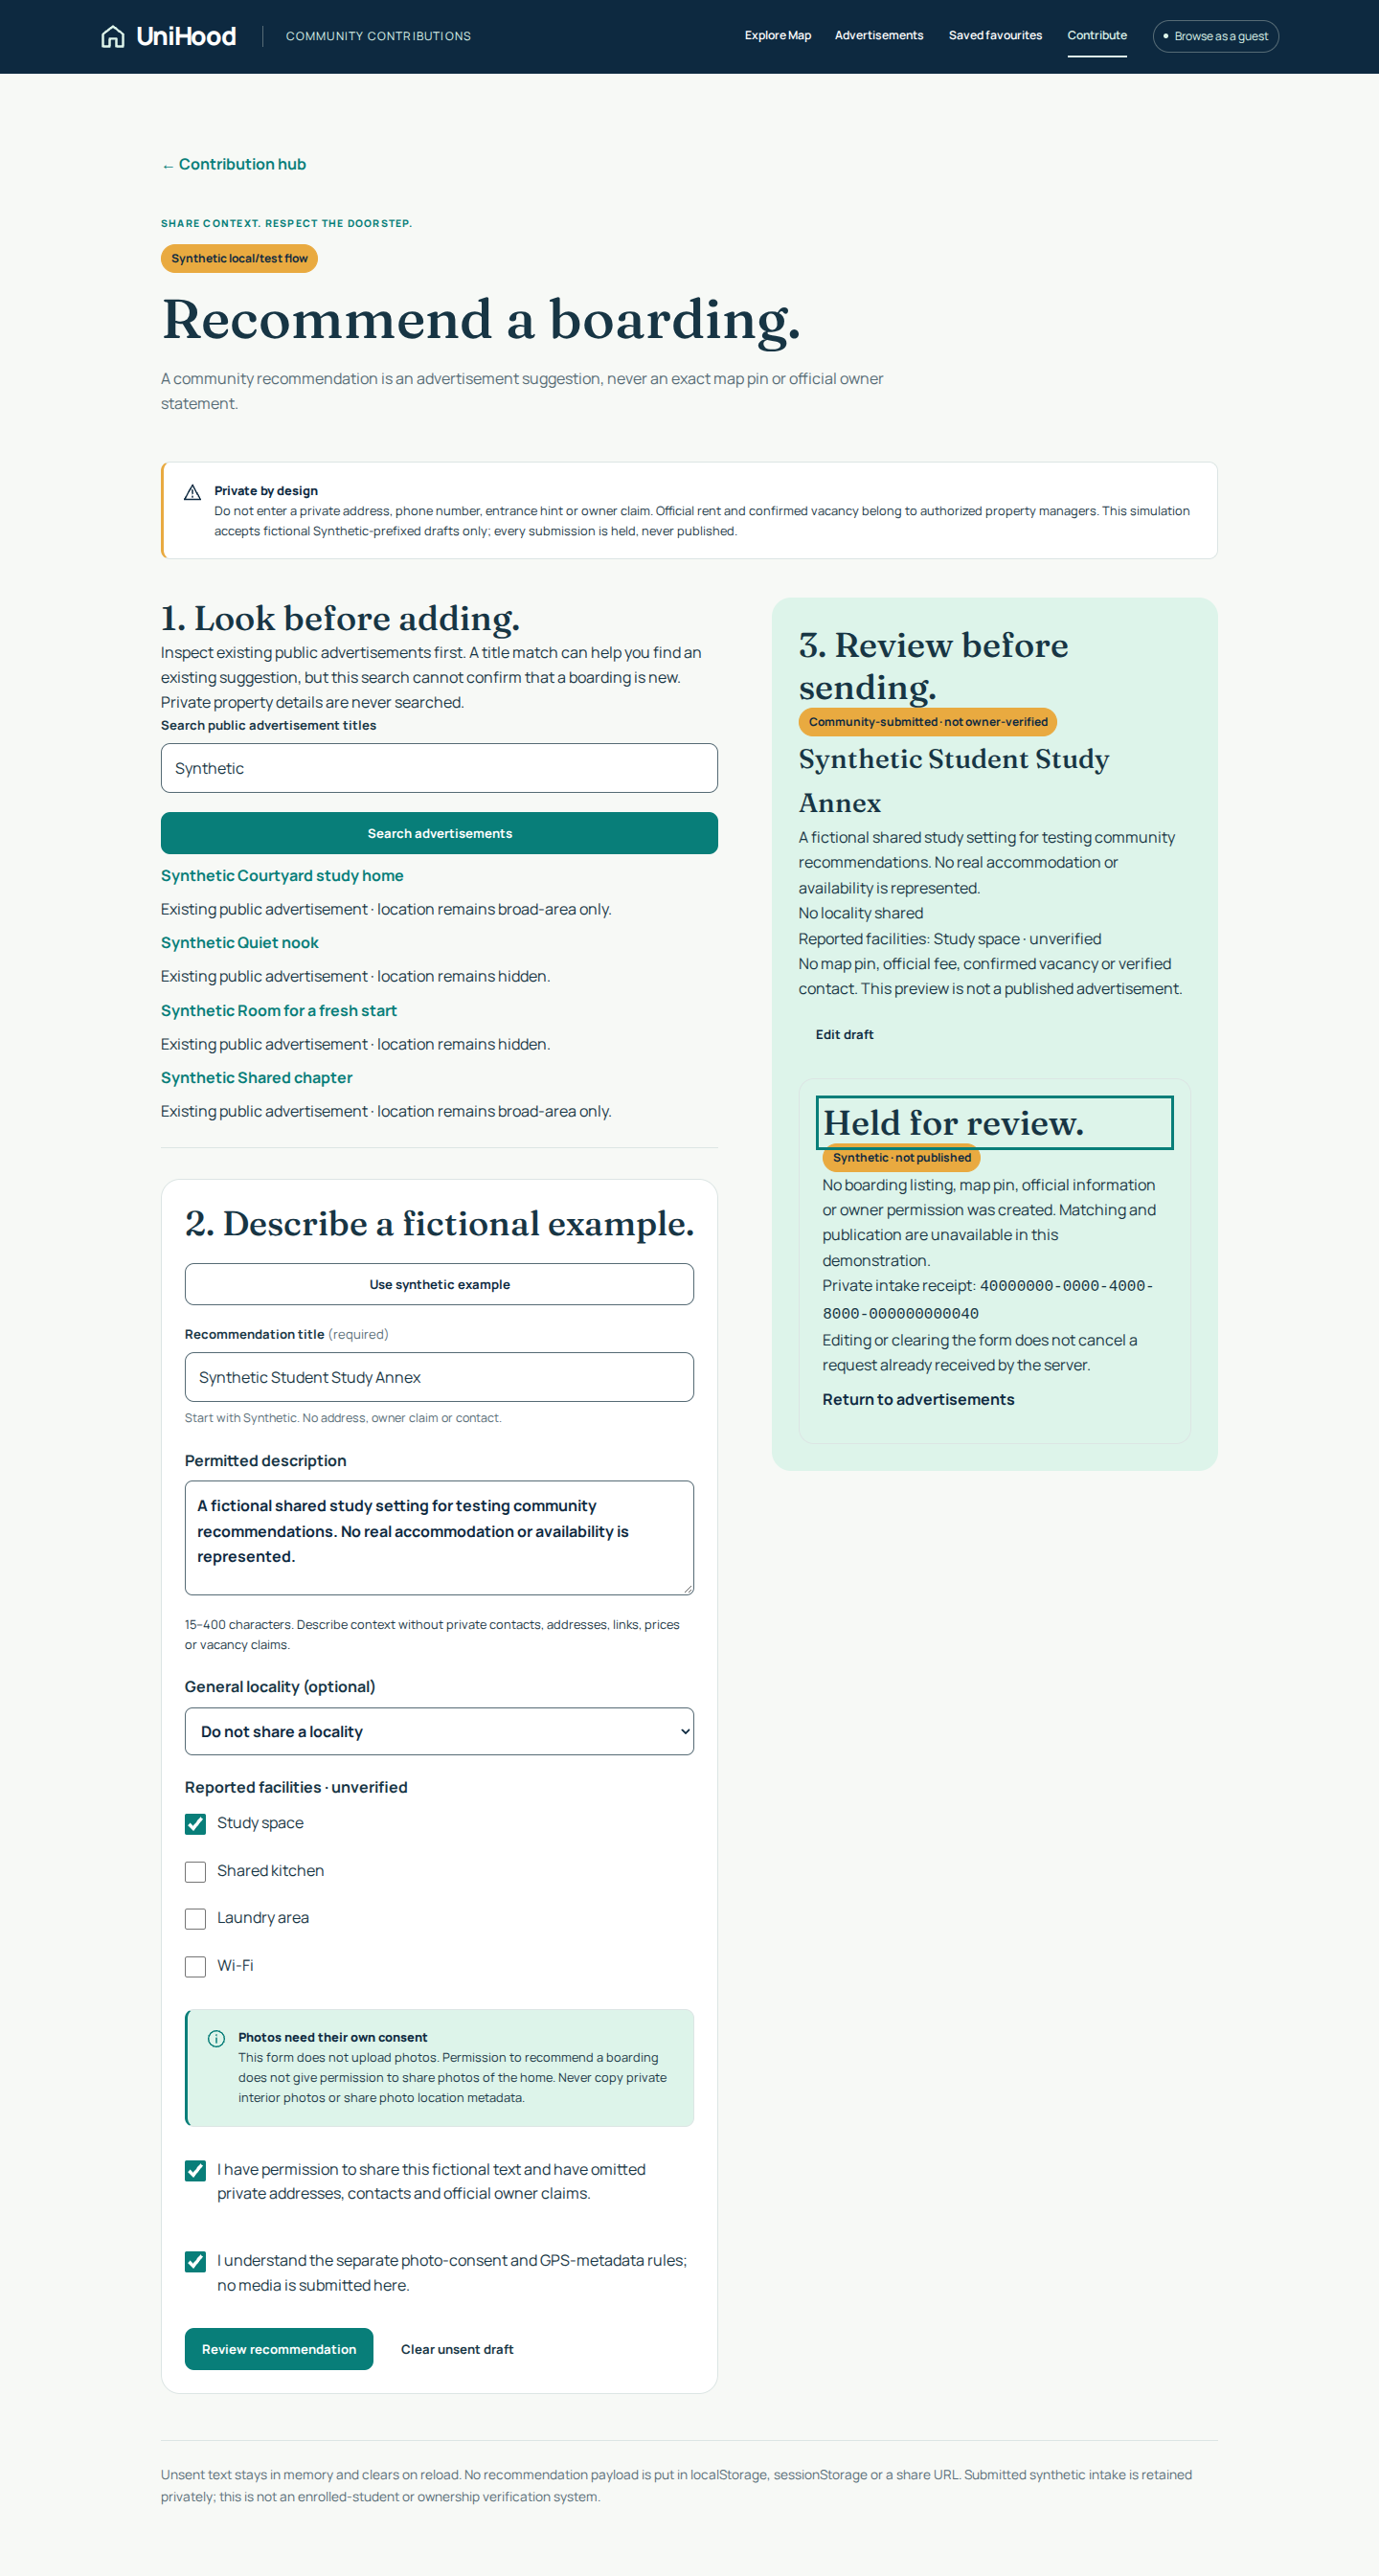 UniHood
COMMUNITY CONTRIBUTIONS
Explore Map
Advertisements
Saved favourites
Contribute
Browse as a guest
← Contribution hub
SHARE CONTEXT. RESPECT THE DOORSTEP.
Synthetic local/test flow
Recommend a boarding.
A community recommendation is an advertisement suggestion, never an exact map pin or official owner
statement.
Private by design
Do not enter a private address, phone number, entrance hint or owner claim. Official rent and confirmed vacancy belong to authorized property managers. This simulation
accepts fictional Synthetic-prefixed drafts only; every submission is held, never published.
1. Look before adding.
Inspect existing public advertisements first. A title match can help you find an
existing suggestion, but this search cannot confirm that a boarding is new.
Private property details are never searched.
Search public advertisement titles
Synthetic
Search advertisements
Synthetic Courtyard study home
Existing public advertisement · location remains broad-area only.
Synthetic Quiet nook
Existing public advertisement · location remains hidden.
Synthetic Room for a fresh start
Existing public advertisement · location remains hidden.
Synthetic Shared chapter
Existing public advertisement · location remains broad-area only.
2. Describe a fictional example.
Use synthetic example
Recommendation title (required)
Synthetic Student Study Annex
Start with Synthetic. No address, owner claim or contact.
Permitted description
A fictional shared study setting for testing community
recommendations. No real accommodation or availability is
represented.
15–400 characters. Describe context without private contacts, addresses, links, prices
or vacancy claims.
General locality (optional)
Do not share a locality
Reported facilities · unverified
Study space
Shared kitchen
Laundry area
Wi-Fi
Photos need their own consent
This form does not upload photos. Permission to recommend a boarding
does not give permission to share photos of the home. Never copy private
interior photos or share photo location metadata.
I have permission to share this fictional text and have omitted
private addresses, contacts and official owner claims.
I understand the separate photo-consent and GPS-metadata rules;
no media is submitted here.
Review recommendation
Clear unsent draft
3. Review before
sending.
Community-submitted · not owner-verified
Synthetic Student Study
Annex
A fictional shared study setting for testing community
recommendations. No real accommodation or
availability is represented.
No locality shared
Reported facilities: Study space · unverified
No map pin, official fee, confirmed vacancy or verified
contact. This preview is not a published advertisement.
Edit draft
Held for review.
Synthetic · not published
No boarding listing, map pin, official information
or owner permission was created. Matching and
publication are unavailable in this
demonstration.
Private intake receipt: 40000000-0000-4000-
8000-000000000040
Editing or clearing the form does not cancel a
request already received by the server.
Return to advertisements
Unsent text stays in memory and clears on reload. No recommendation payload is put in localStorage, sessionStorage or a share URL. Submitted synthetic intake is retained
privately; this is not an enrolled-student or ownership verification system.